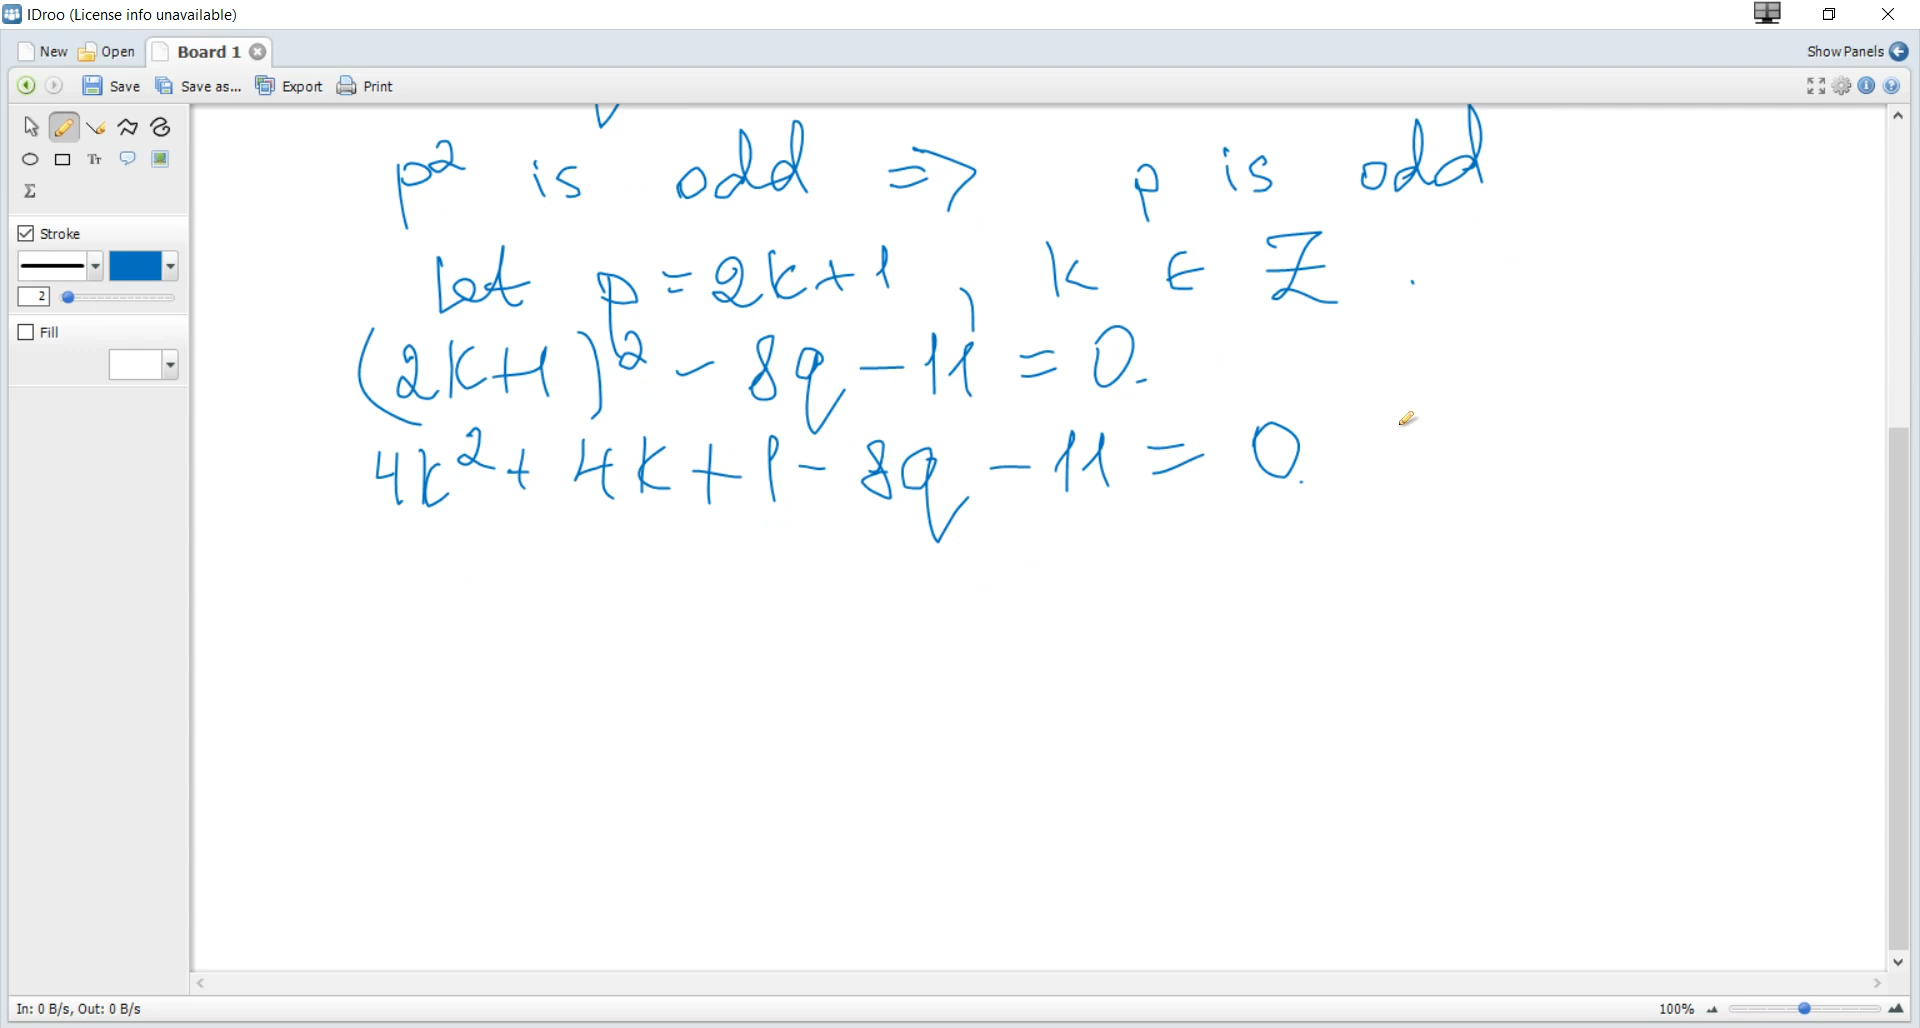 IDroo (License info unavailable)
New Open Board 1 Show Panels
Save Save as... Export Print
p² is odd => p is odd
Let p = 2k+1, k ∈ Z.
(2k+1)² - 8q - 11 = 0.
4k² + 4k + 1 - 8q - 11 = 0.
Tr
Σ
Stroke
2
Fill
In: 0 B/s, Out: 0 B/s 100%